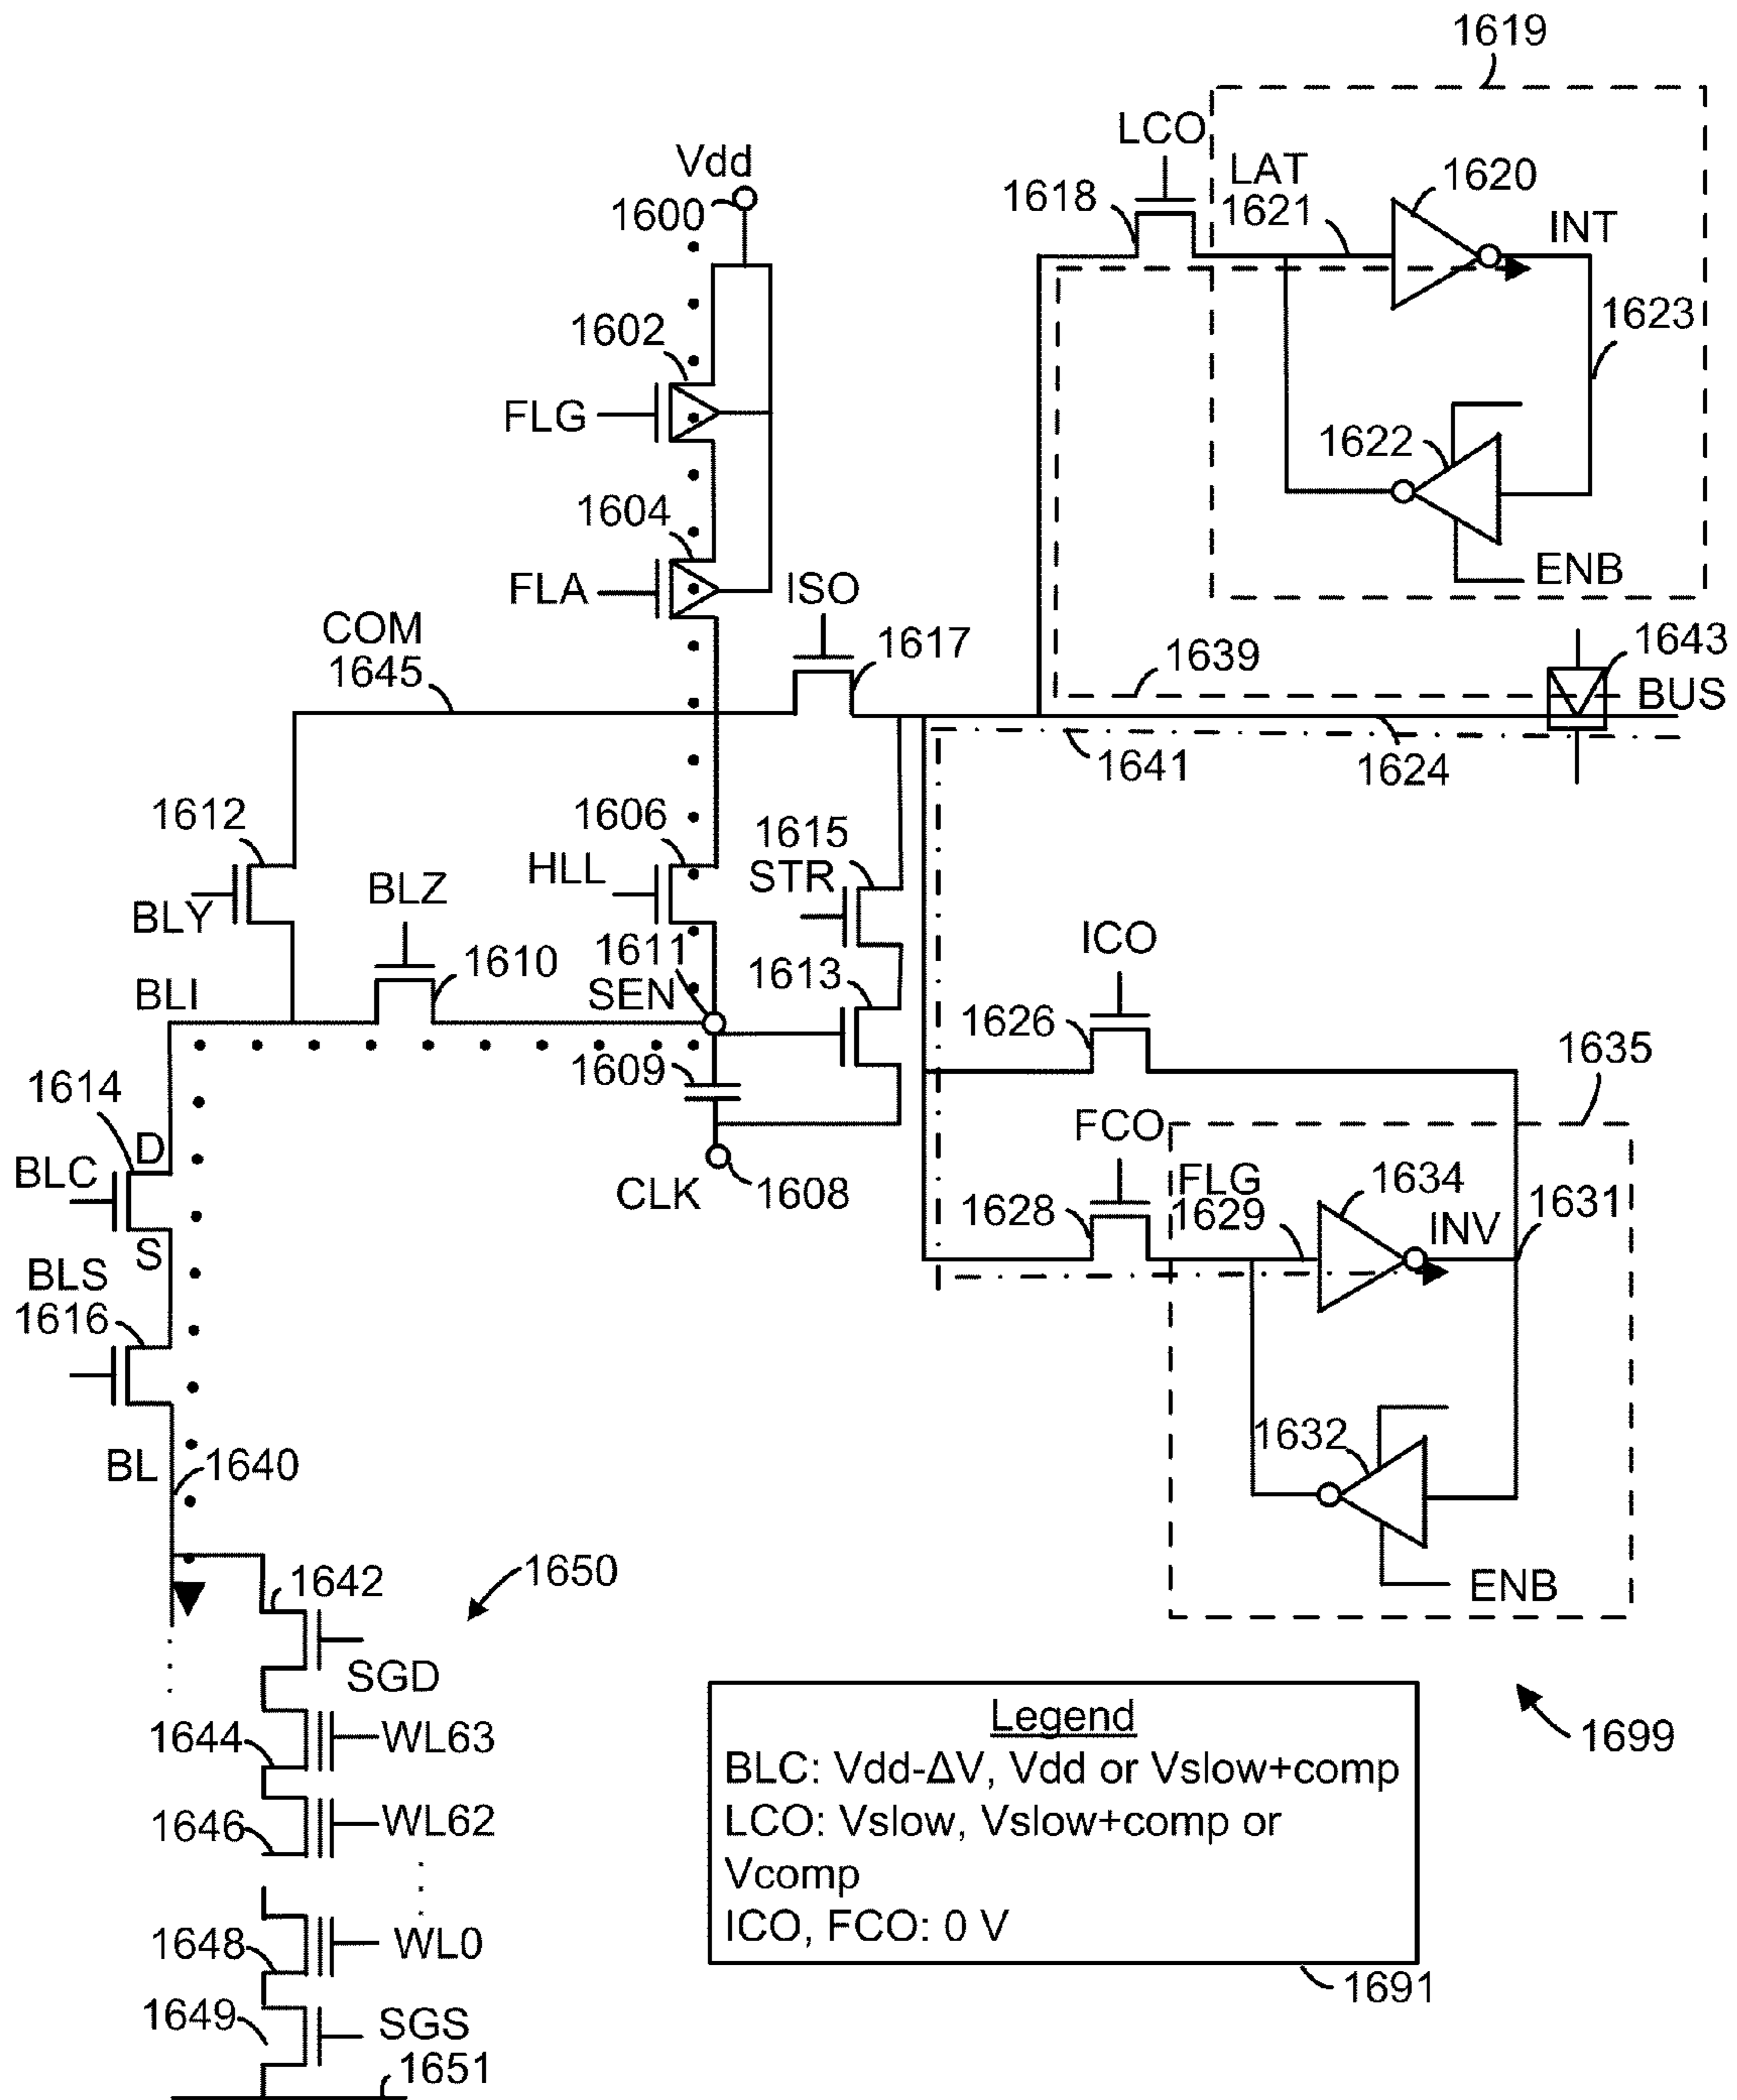 1619
LCO
Vdd
1600
1618
LAT
1621
1620
INT
1602
FLG
1623
1622
1604
FLA
ISO
ENB
COM
1645
1617
1639
1643
BUS
1641
1624
1612
1606
1615
STR
HLL
BLZ
BLY
1611
ICO
1610
1613
BLI
SEN
1626
1609
1635
1614
D
FCO
BLC
CLK
1608
FLG
1629
1634
1631
1628
INV
S
BLS
1616
1632
BL
1640
1642
1650
ENB
SGD
1644
WL63
1646
WL62
1648
WL0
1649
SGS
1651
Legend
BLC: Vdd-ΔV, Vdd or Vslow+comp
LCO: Vslow, Vslow+comp or
Vcomp
ICO, FCO: 0 V
1691
1699